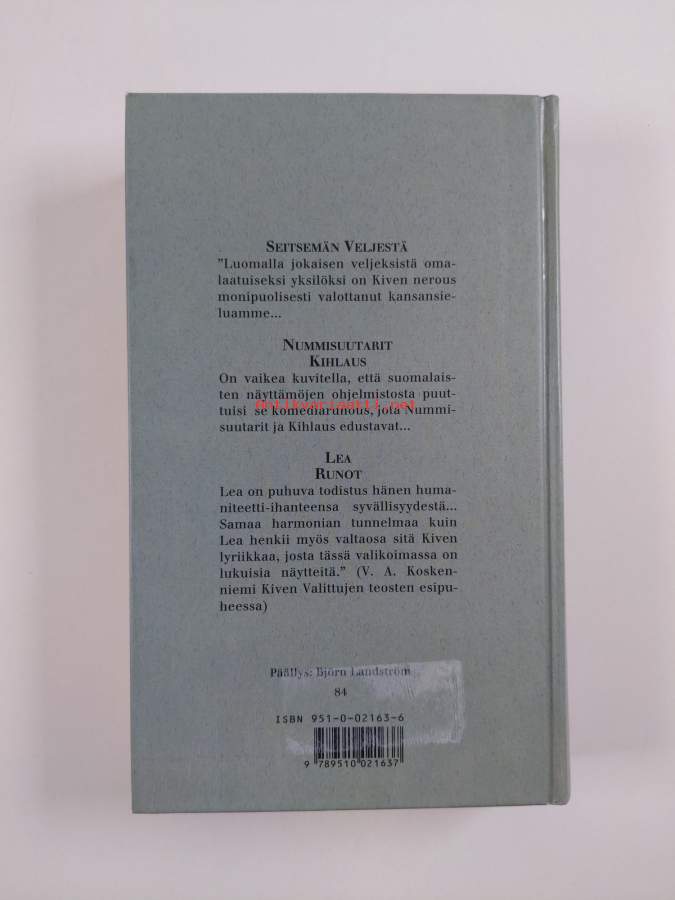 SEITSEMÄN VELJESTÄ
"Luomalla jokaisen veljeksistä oma-
laatuiseksi yksilöksi on Kiven nerous
monipuolisesti valottanut kansansie-
luamme...
NUMMISUUTARIT
KIHLAUS
On vaikea kuvitella, että suomalais-
ten näyttämöjen ohjelmistosta puut-
tuisi se komediarunous, jota Nummi-
suutarit ja Kihlaus edustavat...
LEA
RUNOT
Lea on puhuva todistus hänen huma-
niteetti-ihanteensa syvällisyydestä...
Samaa harmonian tunnelmaa kuin
Lea henkii myös valtaosa sitä Kiven
lyriikkaa, josta tässä valikoimassa on
lukuisia näytteitä." (V. A. Kosken-
niemi Kiven Valittujen teosten esipu-
heessa)
Päällys: Björn Landström
84
ISBN 951-0-02163-6
9 789510 021637